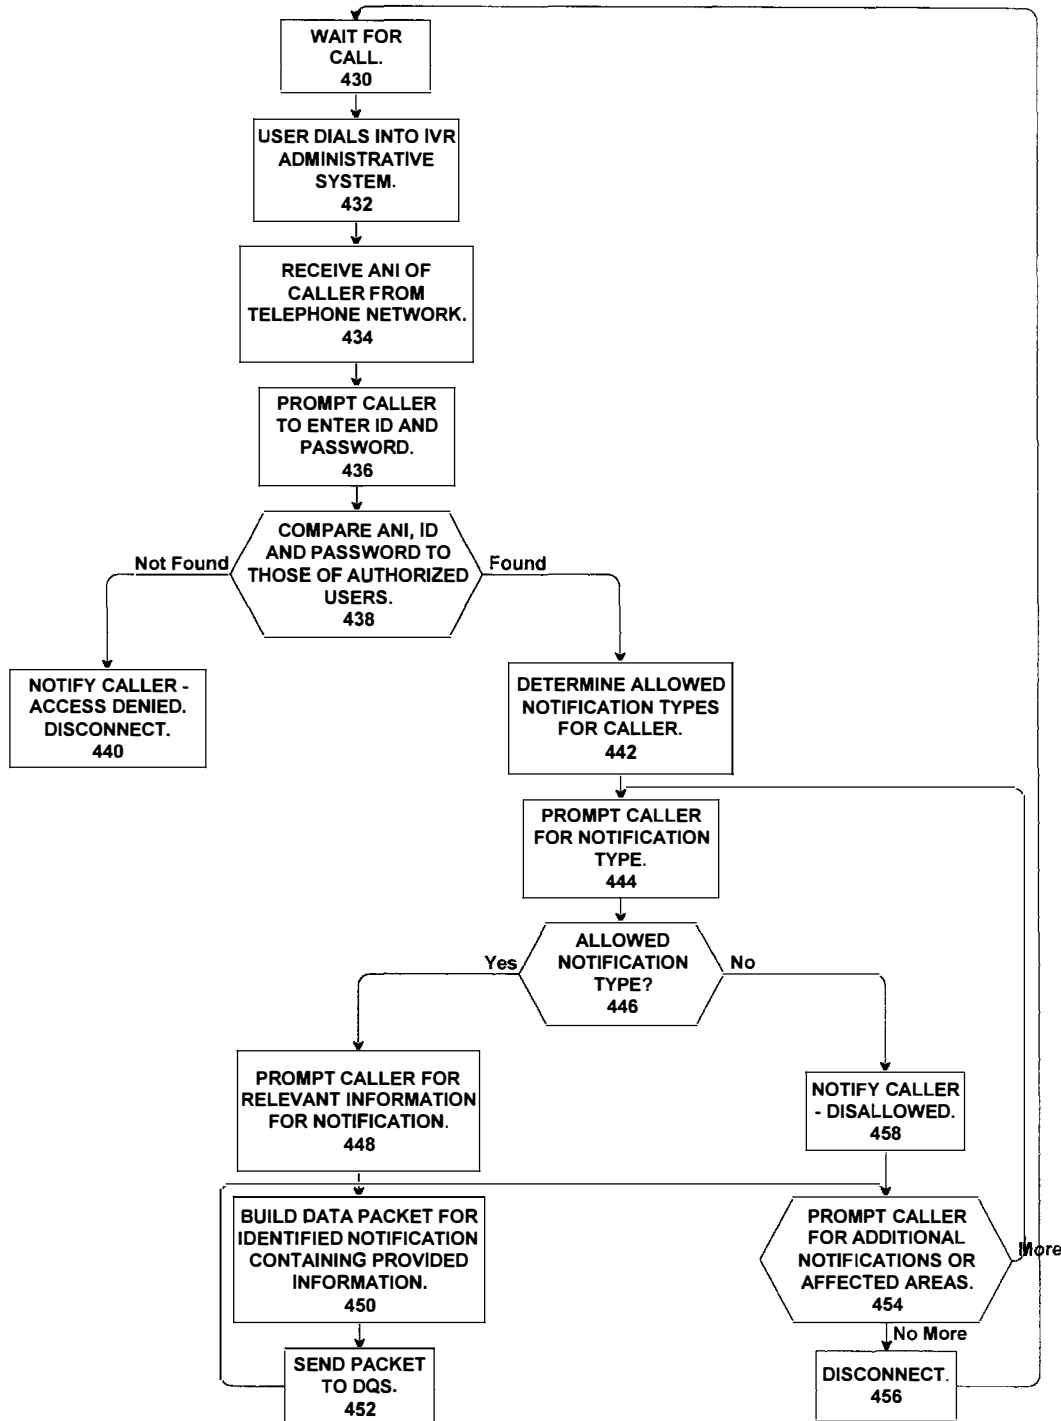 WAIT FOR
CALL.
430
USER DIALS INTO IVR
ADMINISTRATIVE
SYSTEM.
432
RECEIVE ANI OF
CALLER FROM
TELEPHONE NETWORK.
434
PROMPT CALLER
TO ENTER ID AND
PASSWORD.
436
COMPARE ANI, ID
AND PASSWORD TO
THOSE OF AUTHORIZED
USERS.
438
Not Found
Found
NOTIFY CALLER -
ACCESS DENIED.
DISCONNECT.
440
DETERMINE ALLOWED
NOTIFICATION TYPES
FOR CALLER.
442
PROMPT CALLER
FOR NOTIFICATION
TYPE.
444
ALLOWED
NOTIFICATION
TYPE?
446
Yes
No
PROMPT CALLER FOR
RELEVANT INFORMATION
FOR NOTIFICATION.
448
NOTIFY CALLER
- DISALLOWED.
458
BUILD DATA PACKET FOR
IDENTIFIED NOTIFICATION
CONTAINING PROVIDED
INFORMATION.
450
PROMPT CALLER
FOR ADDITIONAL
NOTIFICATIONS OR
AFFECTED AREAS.
454
More
No More
SEND PACKET
TO DQS.
452
DISCONNECT.
456